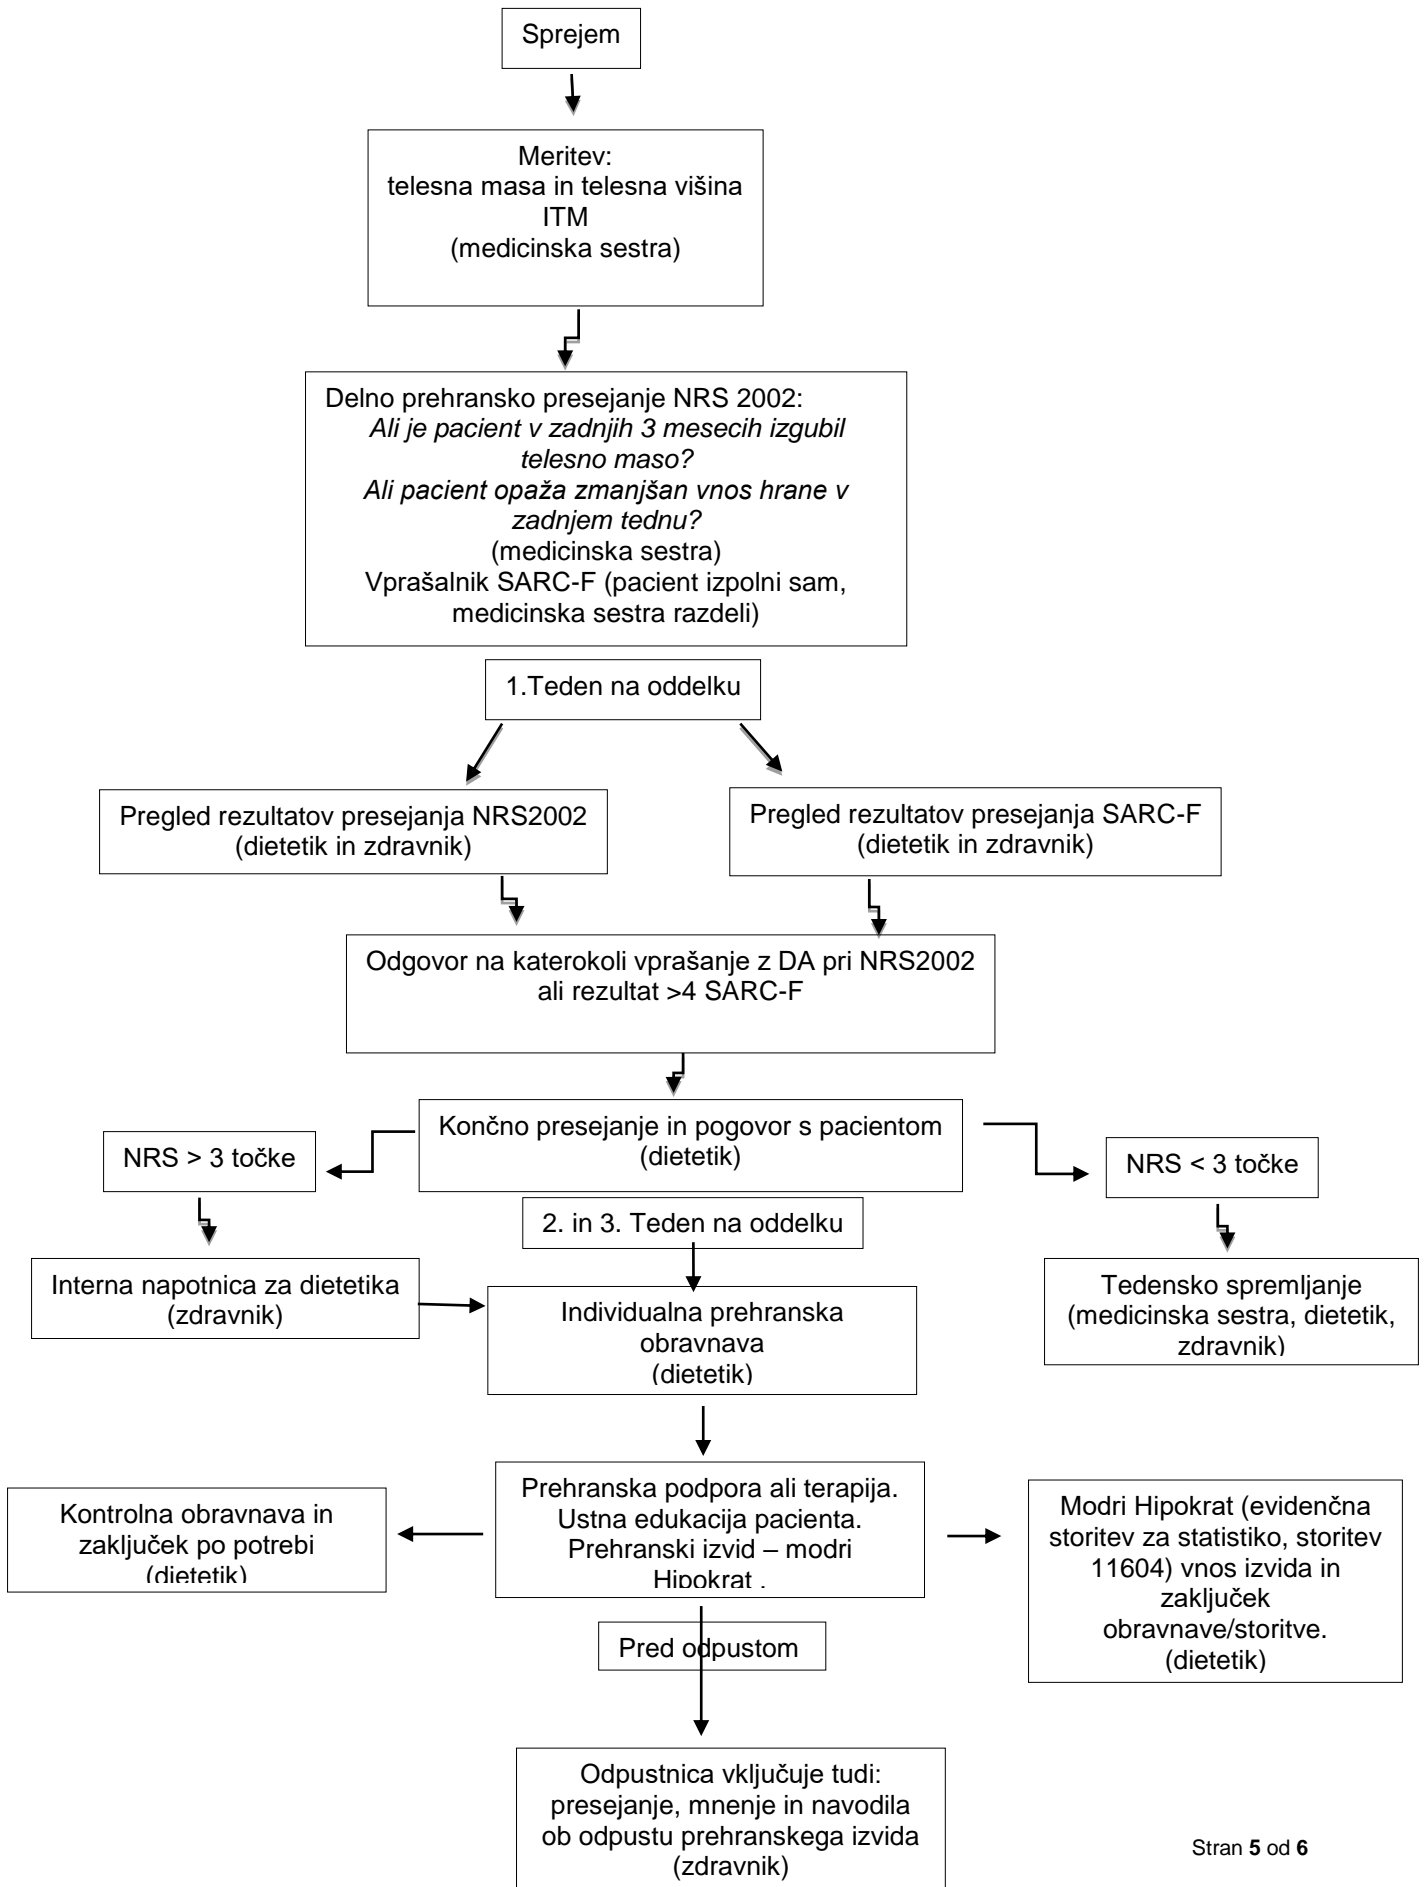 Sprejem
Meritev:
telesna masa in telesna višina
ITM
(medicinska sestra)
Delno prehransko presejanje NRS 2002:
Ali je pacient v zadnjih 3 mesecih izgubil
telesno maso?
Ali pacient opaža zmanjšan vnos hrane v
zadnjem tednu?
(medicinska sestra)
Vprašalnik SARC-F (pacient izpolni sam,
medicinska sestra razdeli)
1.Teden na oddelku
Pregled rezultatov presejanja NRS2002
(dietetik in zdravnik)
Pregled rezultatov presejanja SARC-F
(dietetik in zdravnik)
Odgovor na katerokoli vprašanje z DA pri NRS2002
ali rezultat >4 SARC-F
Končno presejanje in pogovor s pacientom
(dietetik)
NRS > 3 točke
NRS < 3 točke
2. in 3. Teden na oddelku
Interna napotnica za dietetika
(zdravnik)
Individualna prehranska
obravnava
(dietetik)
Tedensko spremljanje
(medicinska sestra, dietetik,
zdravnik)
Kontrolna obravnava in
zaključek po potrebi
(dietetik)
Prehranska podpora ali terapija.
Ustna edukacija pacienta.
Prehranski izvid – modri
Hipokrat .
Modri Hipokrat (evidenčna
storitev za statistiko, storitev
11604) vnos izvida in
zaključek
obravnave/storitve.
(dietetik)
Pred odpustom
Odpustnica vključuje tudi:
presejanje, mnenje in navodila
ob odpustu prehranskega izvida
(zdravnik)
Stran 5 od 6